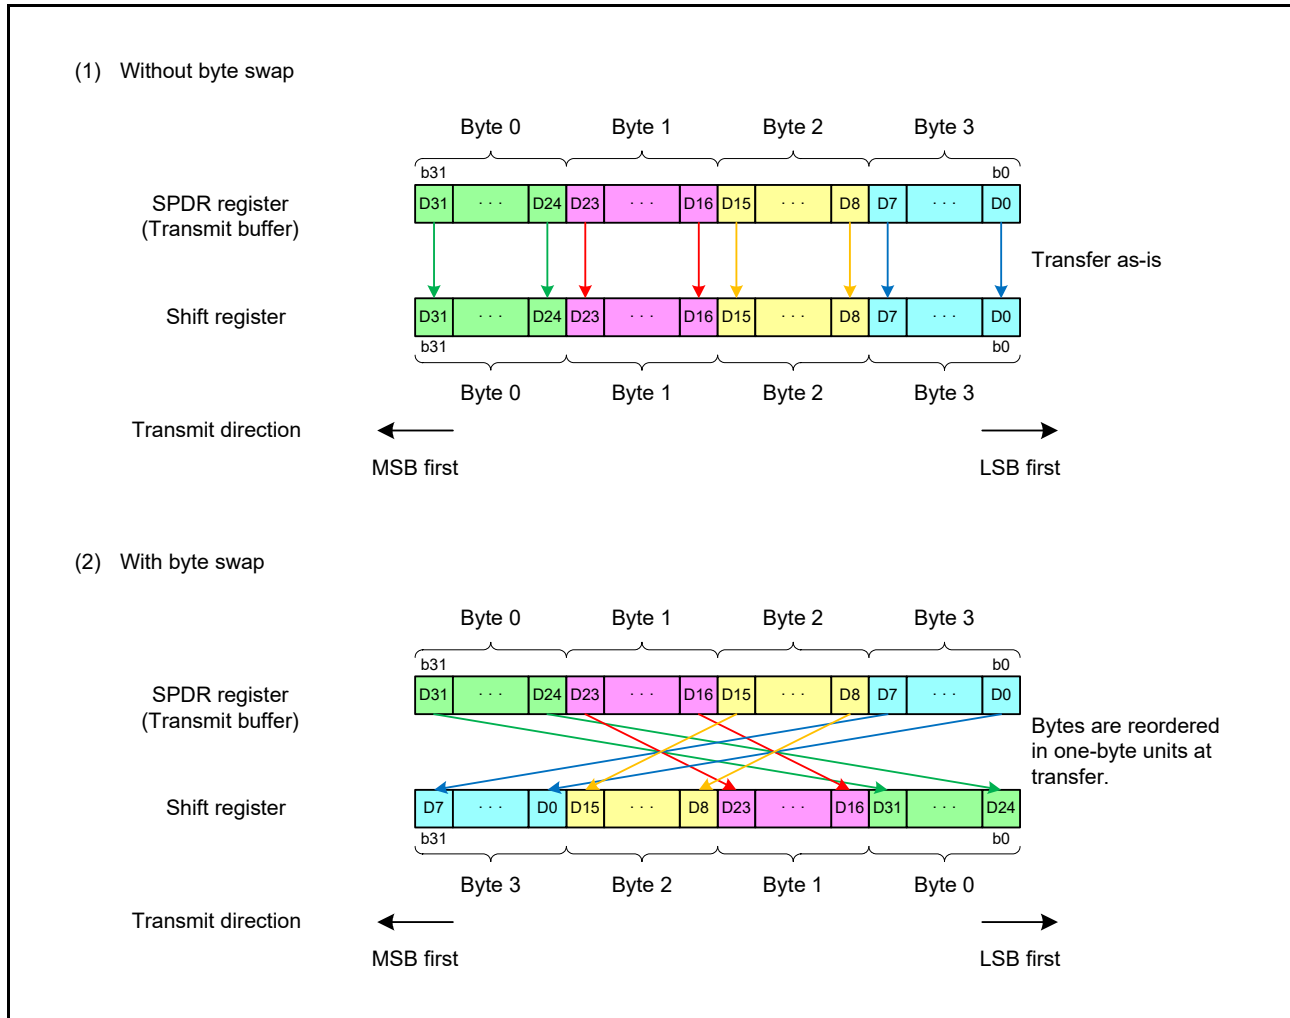 (1) Without byte swap
Byte 0 Byte 1 Byte 2 Byte 3
b31 b0
SPDR register
(Transmit buffer)
D31 · · · D24 D23 · · · D16 D15 · · · D8 D7 · · · D0
Transfer as-is
Shift register
D31 · · · D24 D23 · · · D16 D15 · · · D8 D7 · · · D0
b31 b0
Byte 0 Byte 1 Byte 2 Byte 3
Transmit direction
MSB first LSB first
(2) With byte swap
Byte 0 Byte 1 Byte 2 Byte 3
b31 b0
SPDR register
(Transmit buffer)
D31 · · · D24 D23 · · · D16 D15 · · · D8 D7 · · · D0
Bytes are reordered
in one-byte units at
transfer.
Shift register
D7 · · · D0 D15 · · · D8 D23 · · · D16 D31 · · · D24
b31 b0
Byte 3 Byte 2 Byte 1 Byte 0
Transmit direction
MSB first LSB first